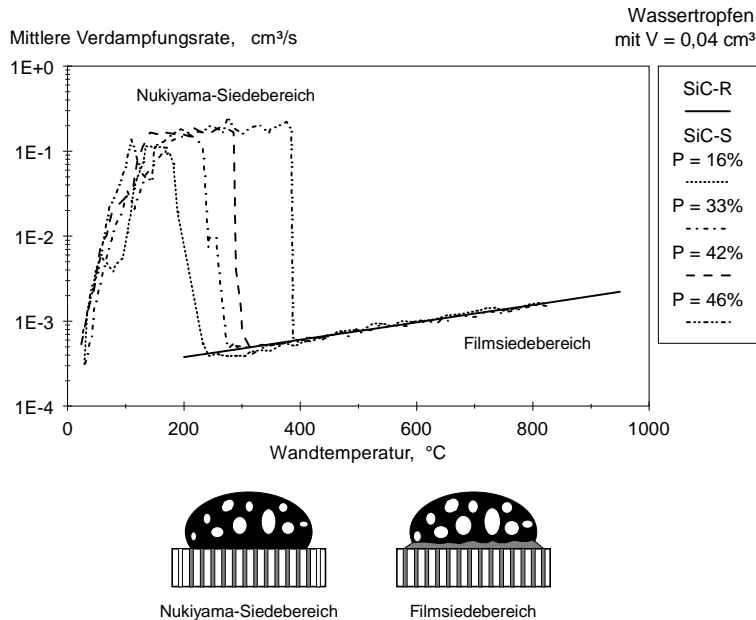 Wassertropfen
mit V = 0,04 cm³
Mittlere Verdampfungsrate, cm³/s
1E+0
1E-1
1E-2
1E-3
1E-4
Nukiyama-Siedebereich
Filmsiedebereich
0
200
400
600
800
1000
Wandtemperatur, °C
SiC-R
SiC-S
P = 16%
P = 33%
P = 42%
P = 46%
Nukiyama-Siedebereich
Filmsiedebereich